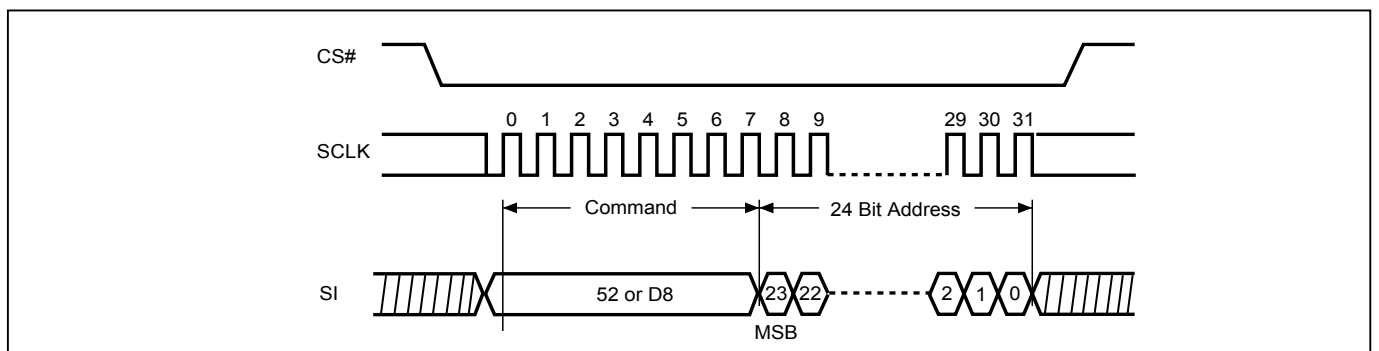 CS#
0 1 2 3 4 5 6 7 8 9 29 30 31
SCLK
Command 24 Bit Address
SI 52 or D8 23 22 2 1 0
MSB